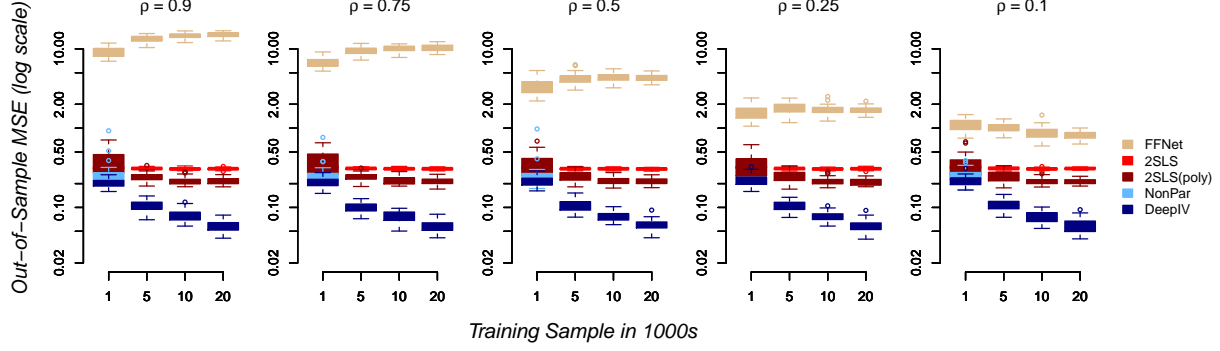 ρ = 0.9
ρ = 0.75
ρ = 0.5
ρ = 0.25
ρ = 0.1
Out−of−Sample MSE (log scale)
10.00
2.00
0.50
0.10
0.02
1 5 10 20
10.00
2.00
0.50
0.10
0.02
1 5 10 20
10.00
2.00
0.50
0.10
0.02
1 5 10 20
10.00
2.00
0.50
0.10
0.02
1 5 10 20
10.00
2.00
0.50
0.10
0.02
1 5 10 20
FFNet
2SLS
2SLS(poly)
NonPar
DeepIV
Training Sample in 1000s